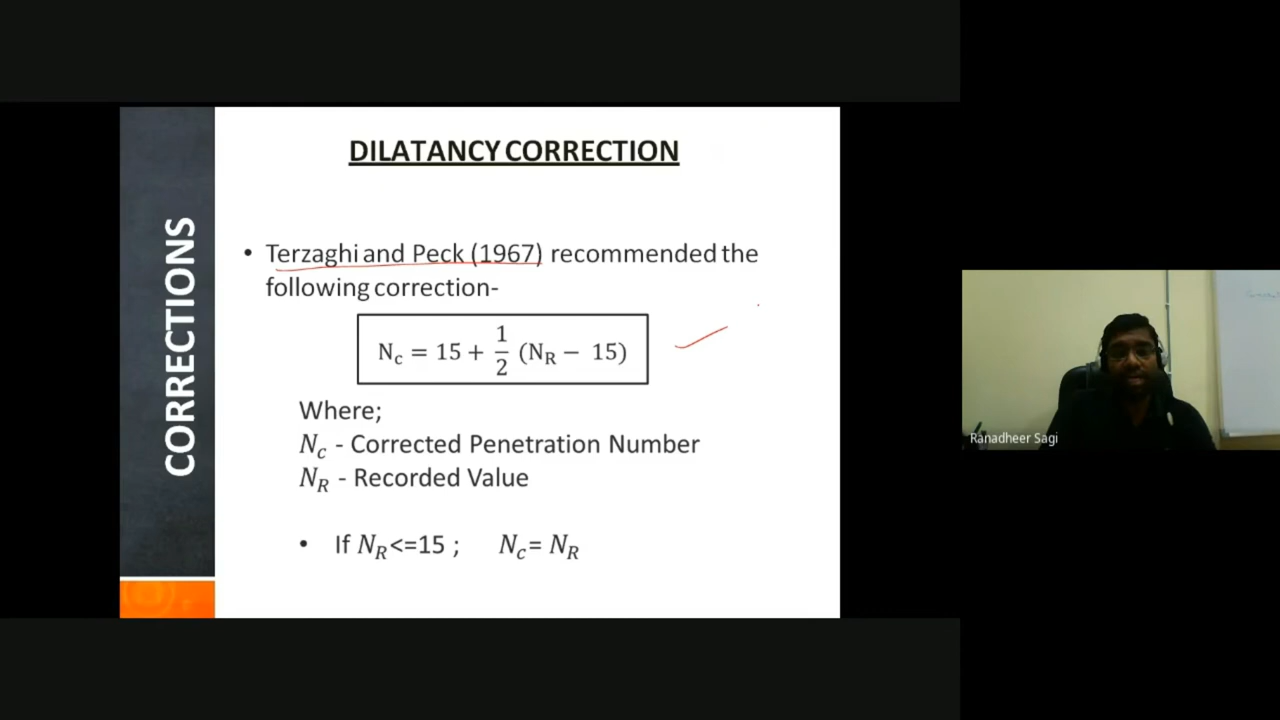 CORRECTIONS
DILATANCY CORRECTION
• Terzaghi and Peck (1967) recommended the
following correction-
N_c = 15 + 1/2 (N_R − 15)
Where;
N_c - Corrected Penetration Number
N_R - Recorded Value
• If N_R<=15 ; N_c= N_R
Ranadheer Sagi